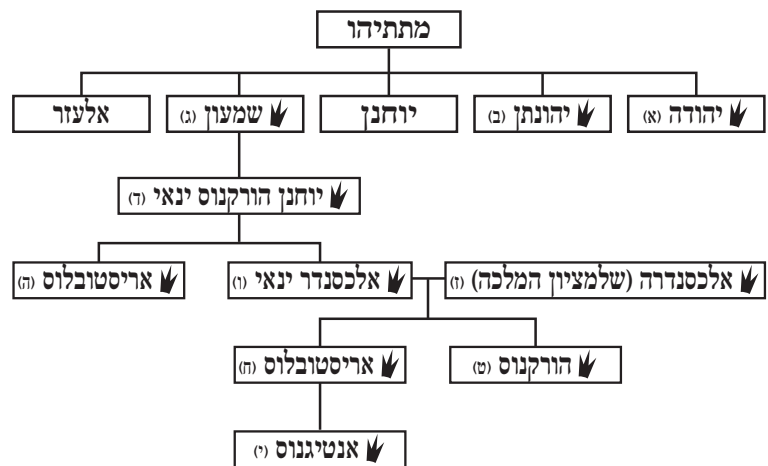 מתתיהו
יהודה (א)
יהונתן (ב)
יוחנן
שמעון (ג)
אלעזר
יוחנן הורקנוס ינאי (ד)
אלכסנדרה (שלמציון המלכה) (ז)
אלכסנדר ינאי (ו)
אריסטובלוס (ה)
הורקנוס (ט)
אריסטובלוס (ח)
אנטיגנוס (י)